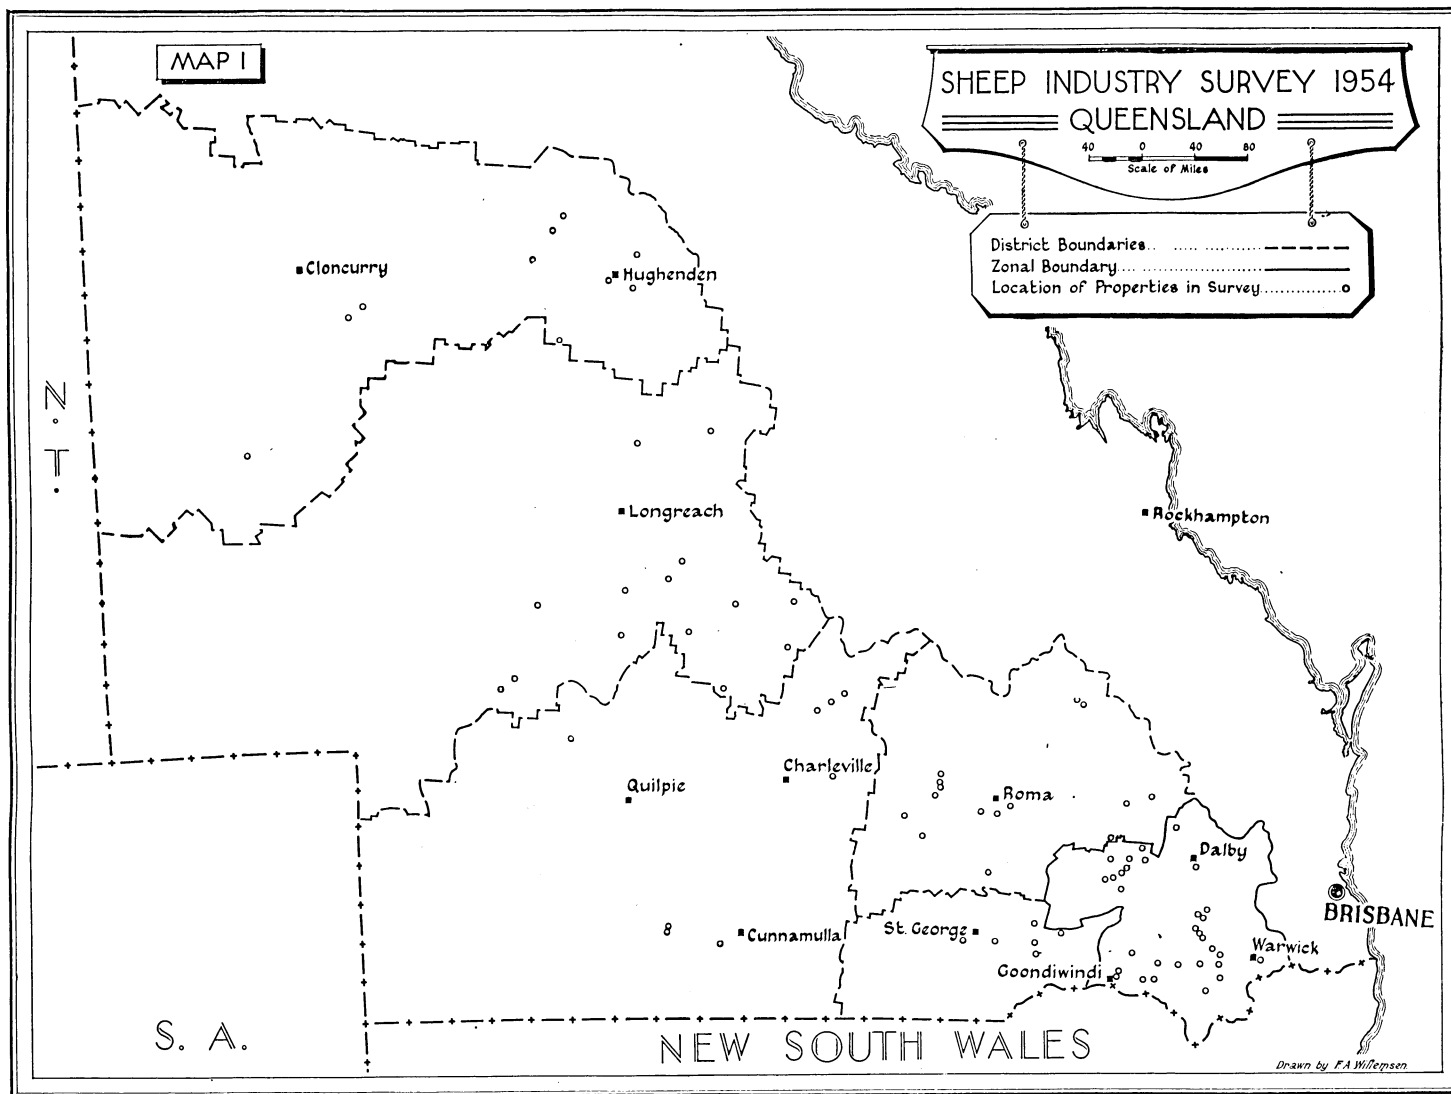 MAP 1
SHEEP INDUSTRY SURVEY 1954
QUEENSLAND
40 0 40 80
Scale of Miles
District Boundaries
Zonal Boundary
Location of Properties in Survey
Cloncurry
Hughenden
N.
T.
Longreach
Rockhampton
Charleville
Quilpie
Roma
Dalby
BRISBANE
Cunnamulla
St. George
Warwick
Goondiwindi
S. A.
NEW SOUTH WALES
Drawn by F.A Willemsen